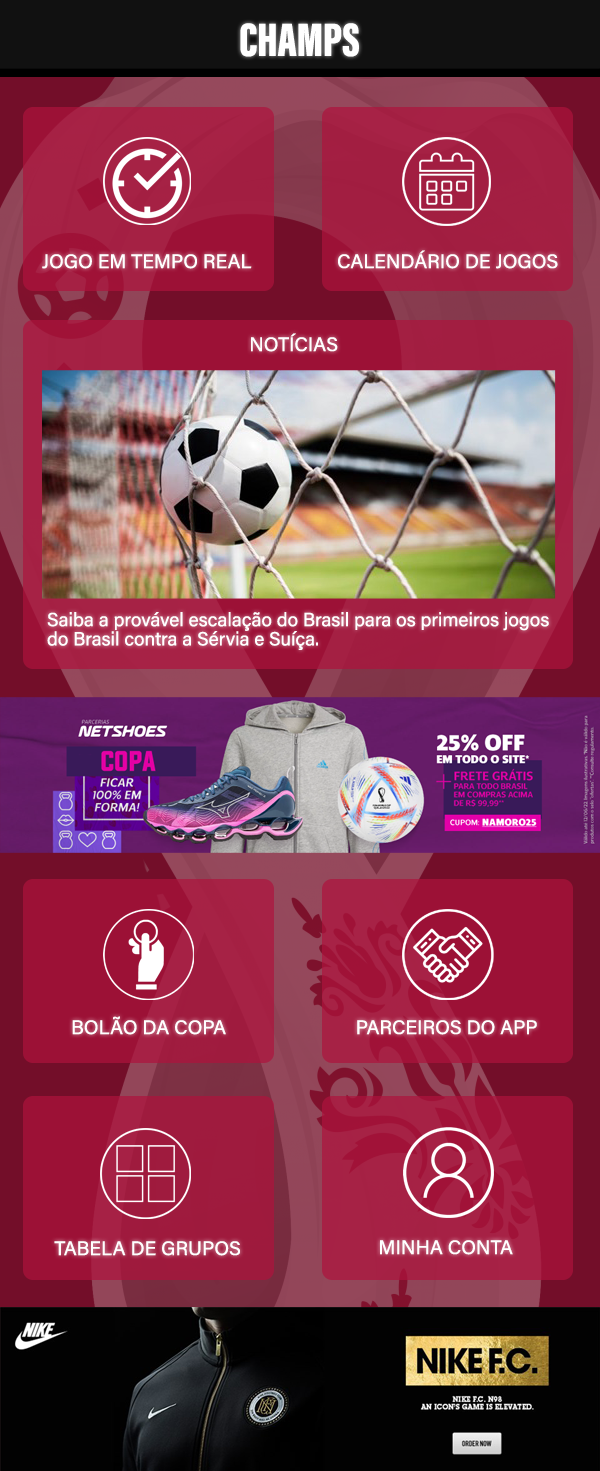 CHAMPS
JOGO EM TEMPO REAL
CALENDÁRIO DE JOGOS
NOTÍCIAS
Saiba a provável escalação do Brasil para os primeiros jogos
do Brasil contra a Sérvia e Suíça.
PARCERIAS
NETSHOES
COPA
FICAR
100% EM
FORMA!
25% OFF
EM TODO O SITE*
+ FRETE GRÁTIS
PARA TODO BRASIL
EM COMPRAS ACIMA
DE R$ 99,99**
CUPOM: NAMORO25
BOLÃO DA COPA
PARCEIROS DO APP
TABELA DE GRUPOS
MINHA CONTA
NIKE
NIKE F.C.
NIKE F.C. N98
AN ICON'S GAME IS ELEVATED.
ORDER NOW